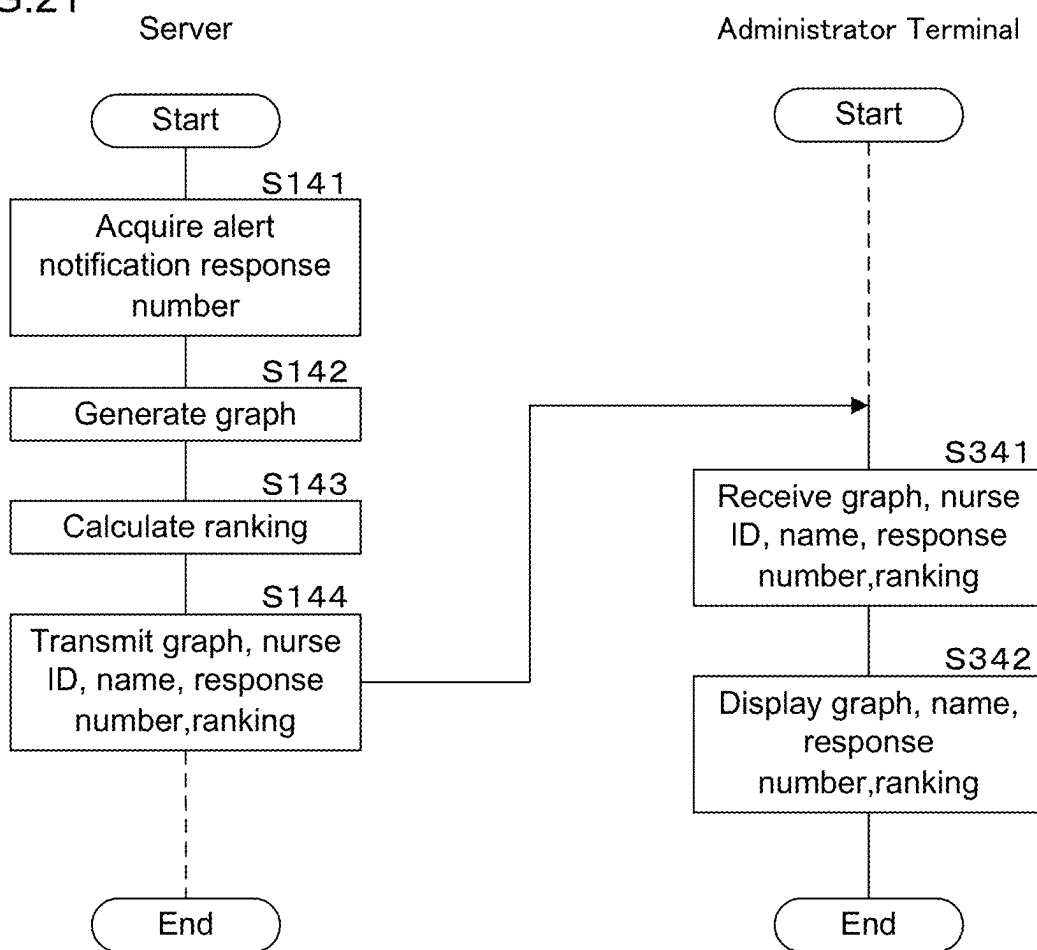 G.21
Server
Start
S141
Acquire alert
notification response
number
S142
Generate graph
S143
Calculate ranking
S144
Transmit graph, nurse
ID, name, response
number,ranking
End
Administrator Terminal
Start
S341
Receive graph, nurse
ID, name, response
number,ranking
S342
Display graph, name,
response
number,ranking
End